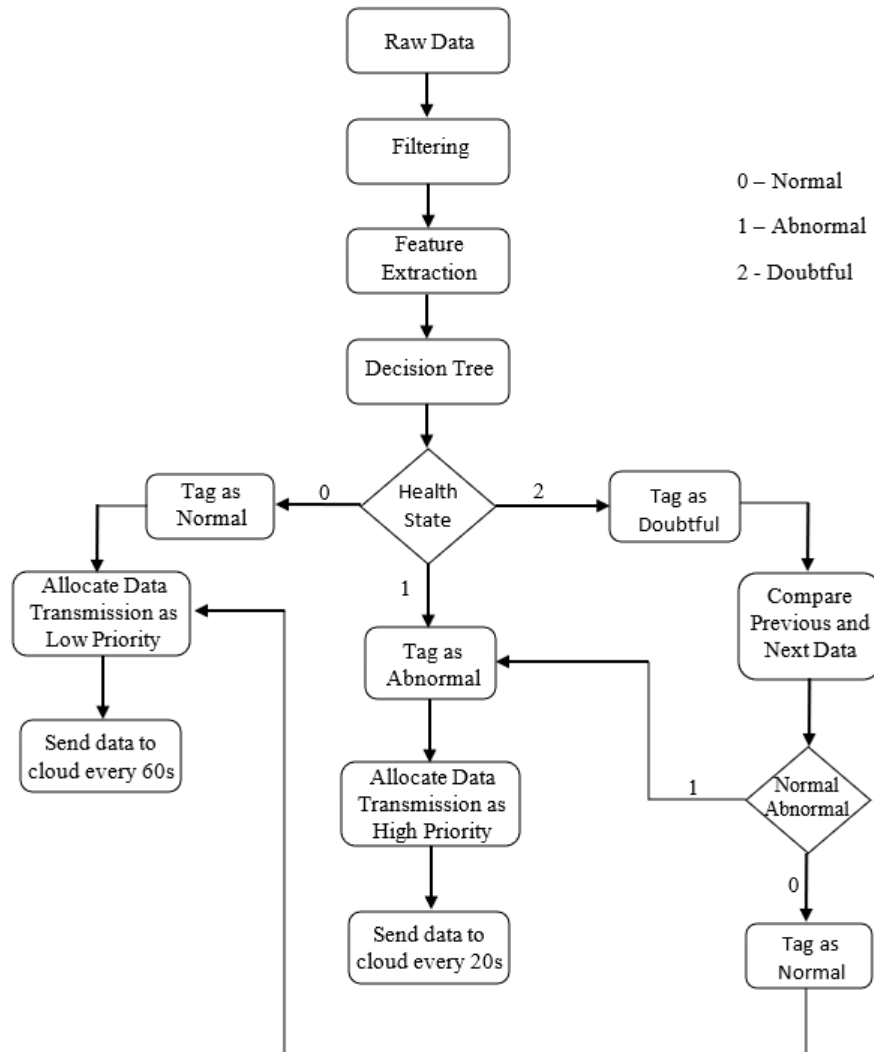 Raw Data
Filtering
0 – Normal
1 – Abnormal
2 - Doubtful
Feature
Extraction
Decision Tree
Tag as
Normal
0
Health
State
2
Tag as
Doubtful
1
Allocate Data
Transmission as
Low Priority
Compare
Previous and
Next Data
Tag as
Abnormal
Send data to
cloud every 60s
Allocate Data
Transmission as
High Priority
1
Normal
Abnormal
0
Send data to
cloud every 20s
Tag as
Normal